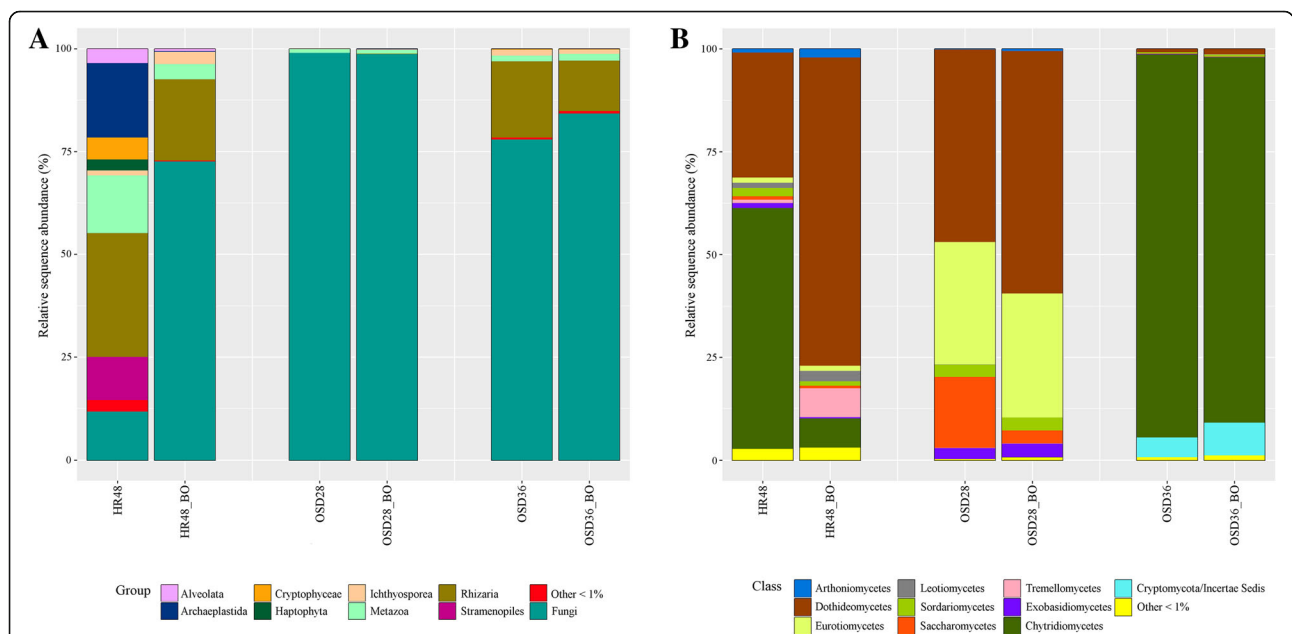 A
Relative sequence abundance (%)
100
75
50
25
0
HR48
HR48_BO
OSD28
OSD28_BO
OSD36
OSD36_BO
Group
Alveolata
Cryptophyceae
Ichthyosporea
Rhizaria
Other < 1%
Archaeplastida
Haptophyta
Metazoa
Stramenopiles
Fungi
B
Relative sequence abundance (%)
100
75
50
25
0
HR48
HR48_BO
OSD28
OSD28_BO
OSD36
OSD36_BO
Class
Arthoniomycetes
Leotiomycetes
Tremellomycetes
Cryptomycota/Incertae Sedis
Dothideomycetes
Sordariomycetes
Exobasidiomycetes
Other < 1%
Eurotiomycetes
Saccharomycetes
Chytridiomycetes